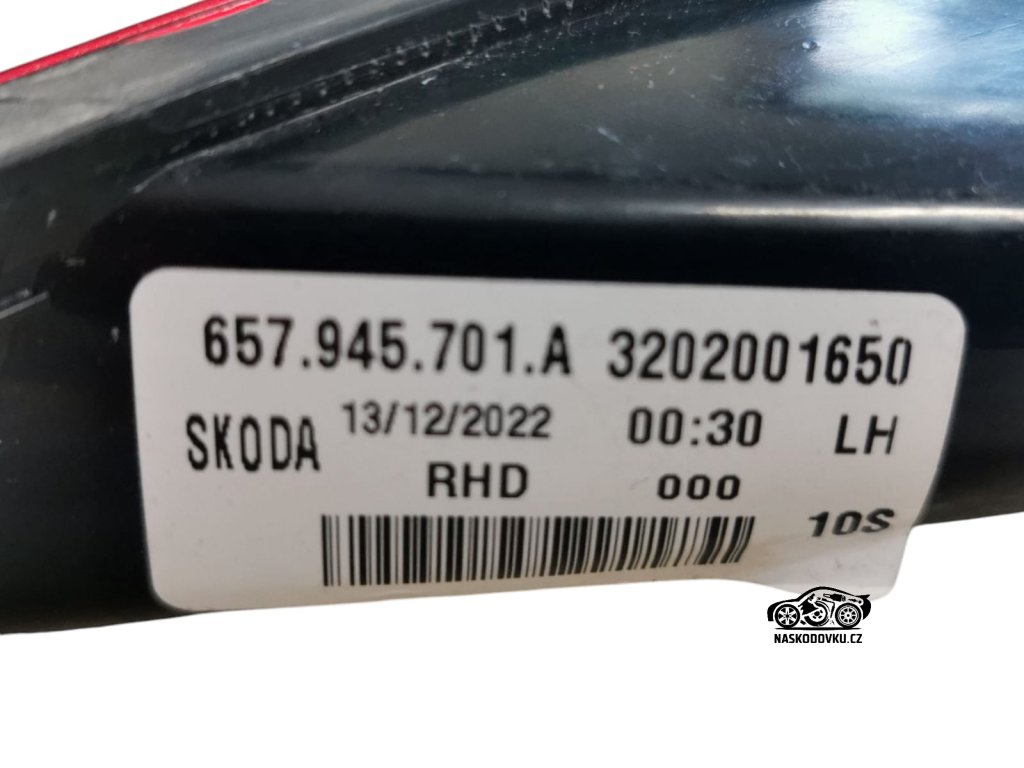 657.945.701.A 3202001650
SKODA 13/12/2022 00:30 LH
RHD 000
10S
NASKODOVKU.CZ